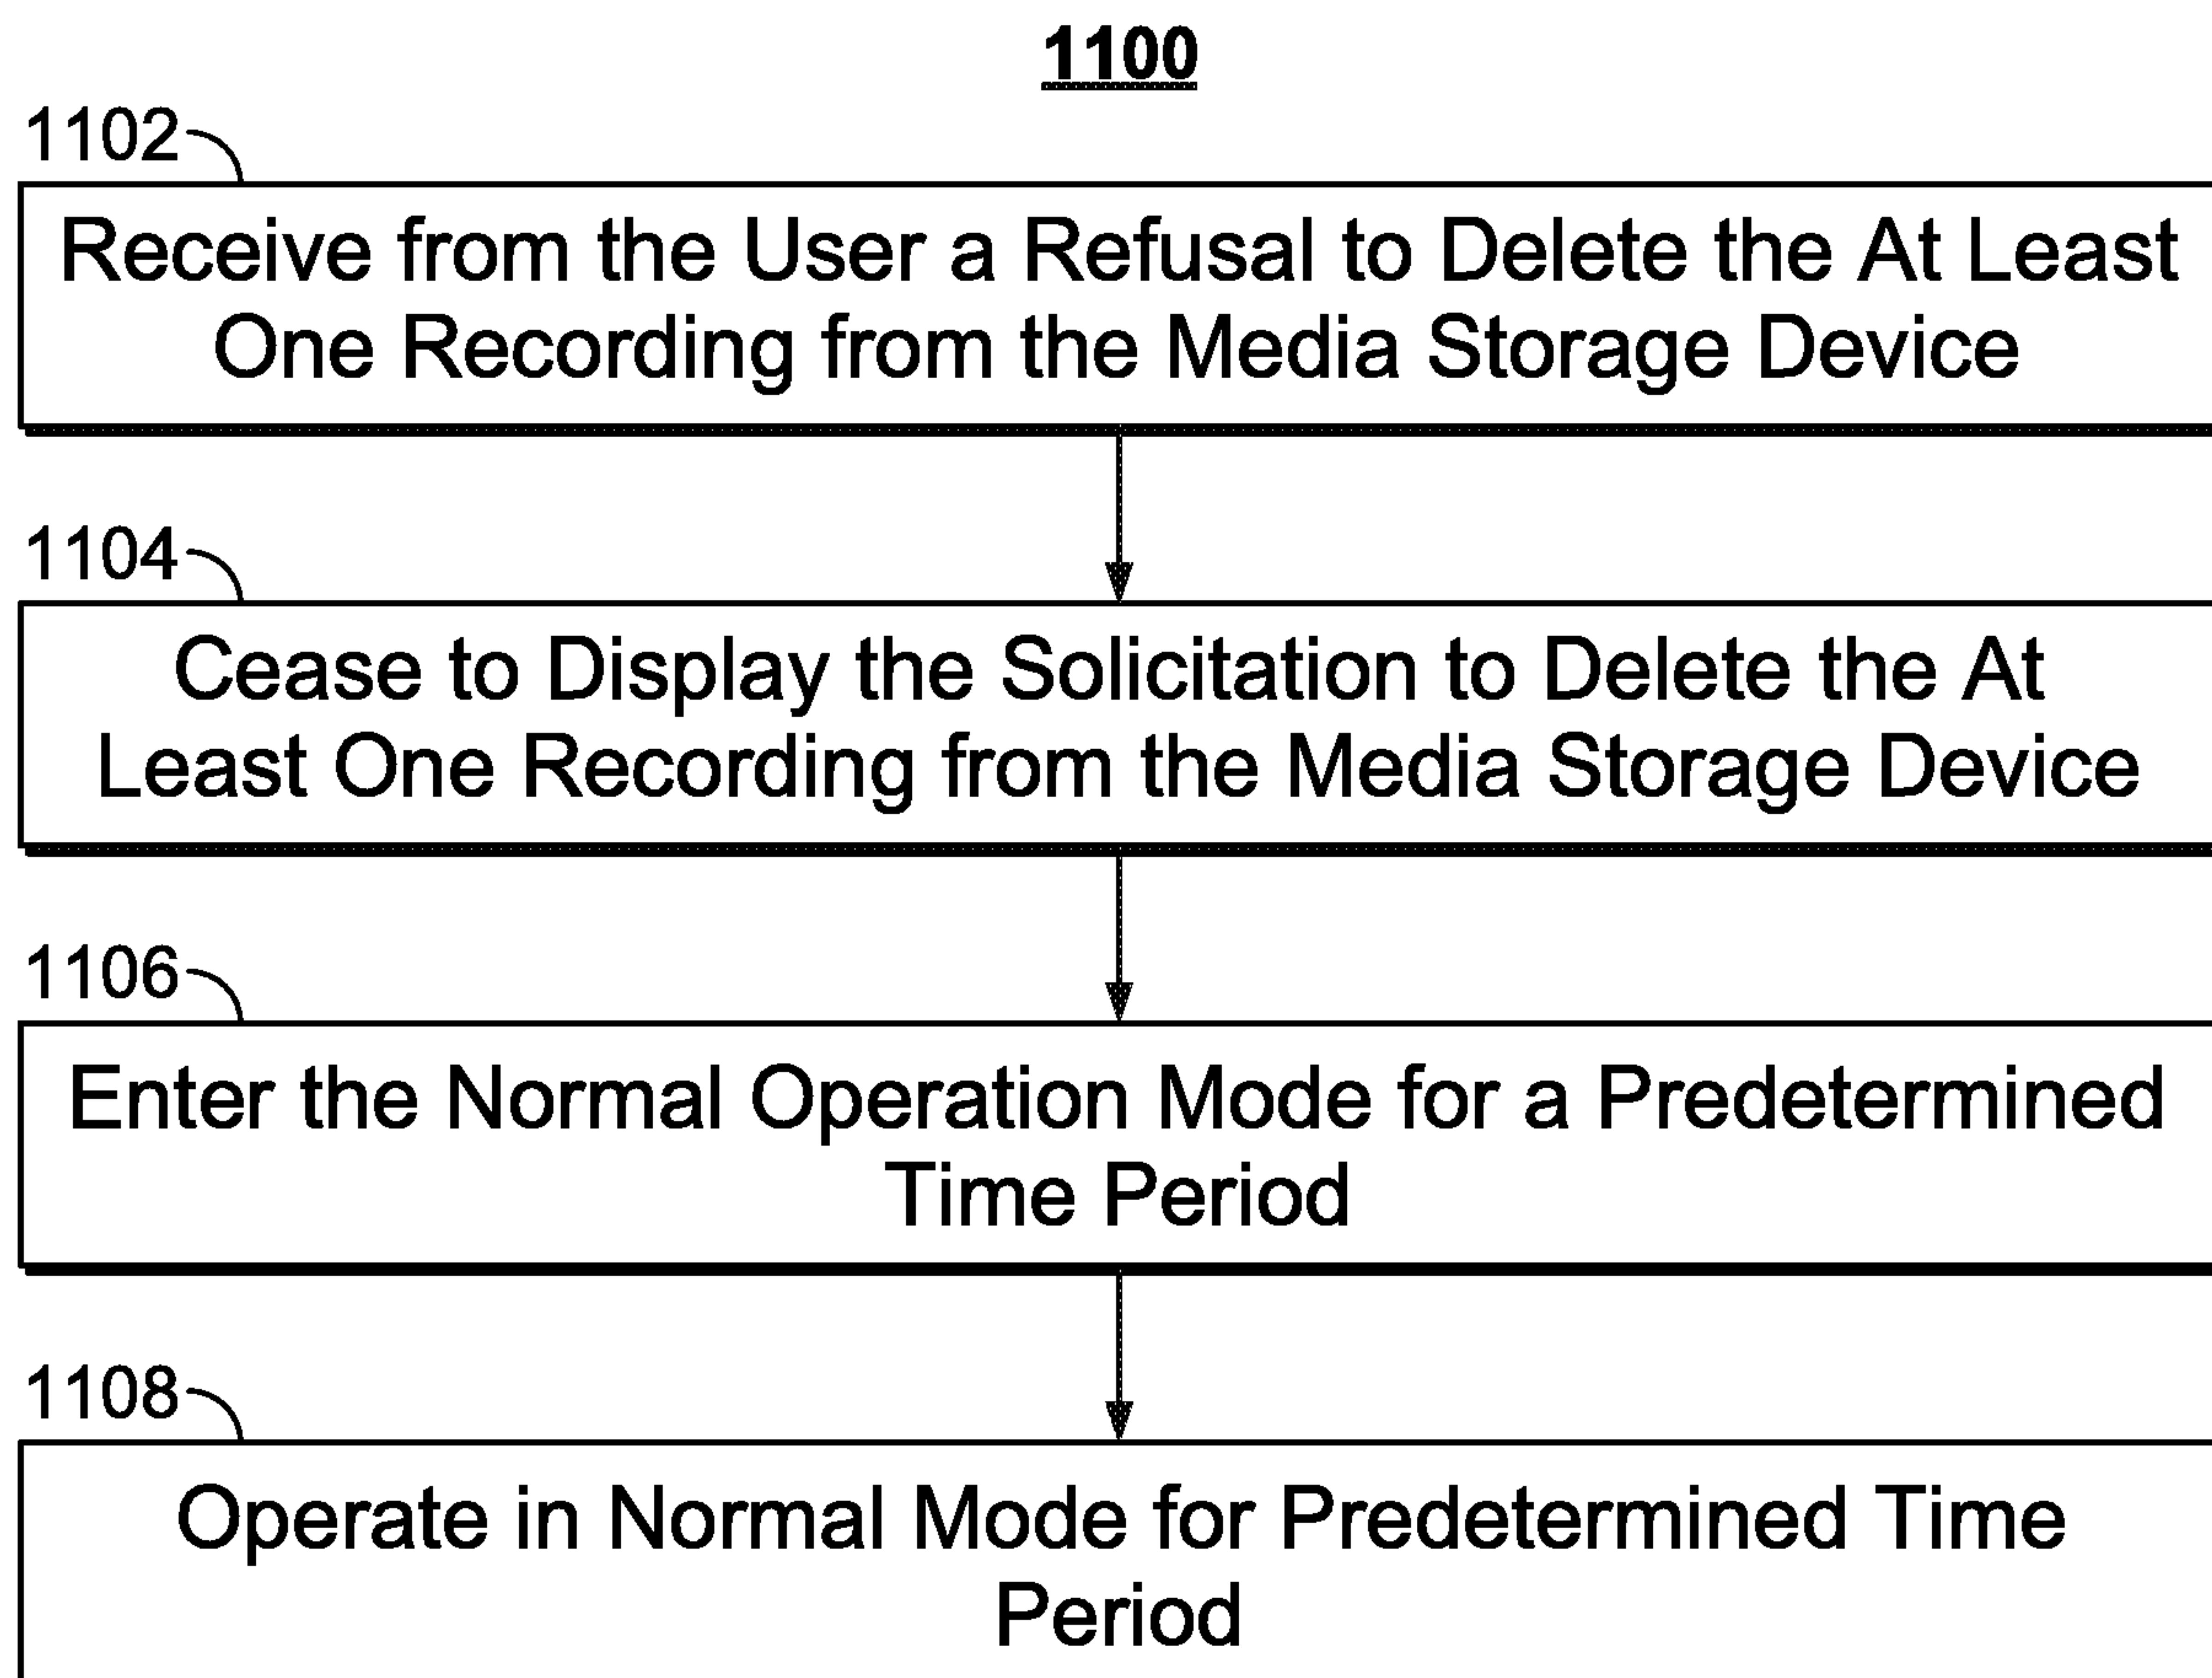 1100
1102
Receive from the User a Refusal to Delete the At Least
One Recording from the Media Storage Device
1104
Cease to Display the Solicitation to Delete the At
Least One Recording from the Media Storage Device
1106
Enter the Normal Operation Mode for a Predetermined
Time Period
1108
Operate in Normal Mode for Predetermined Time
Period